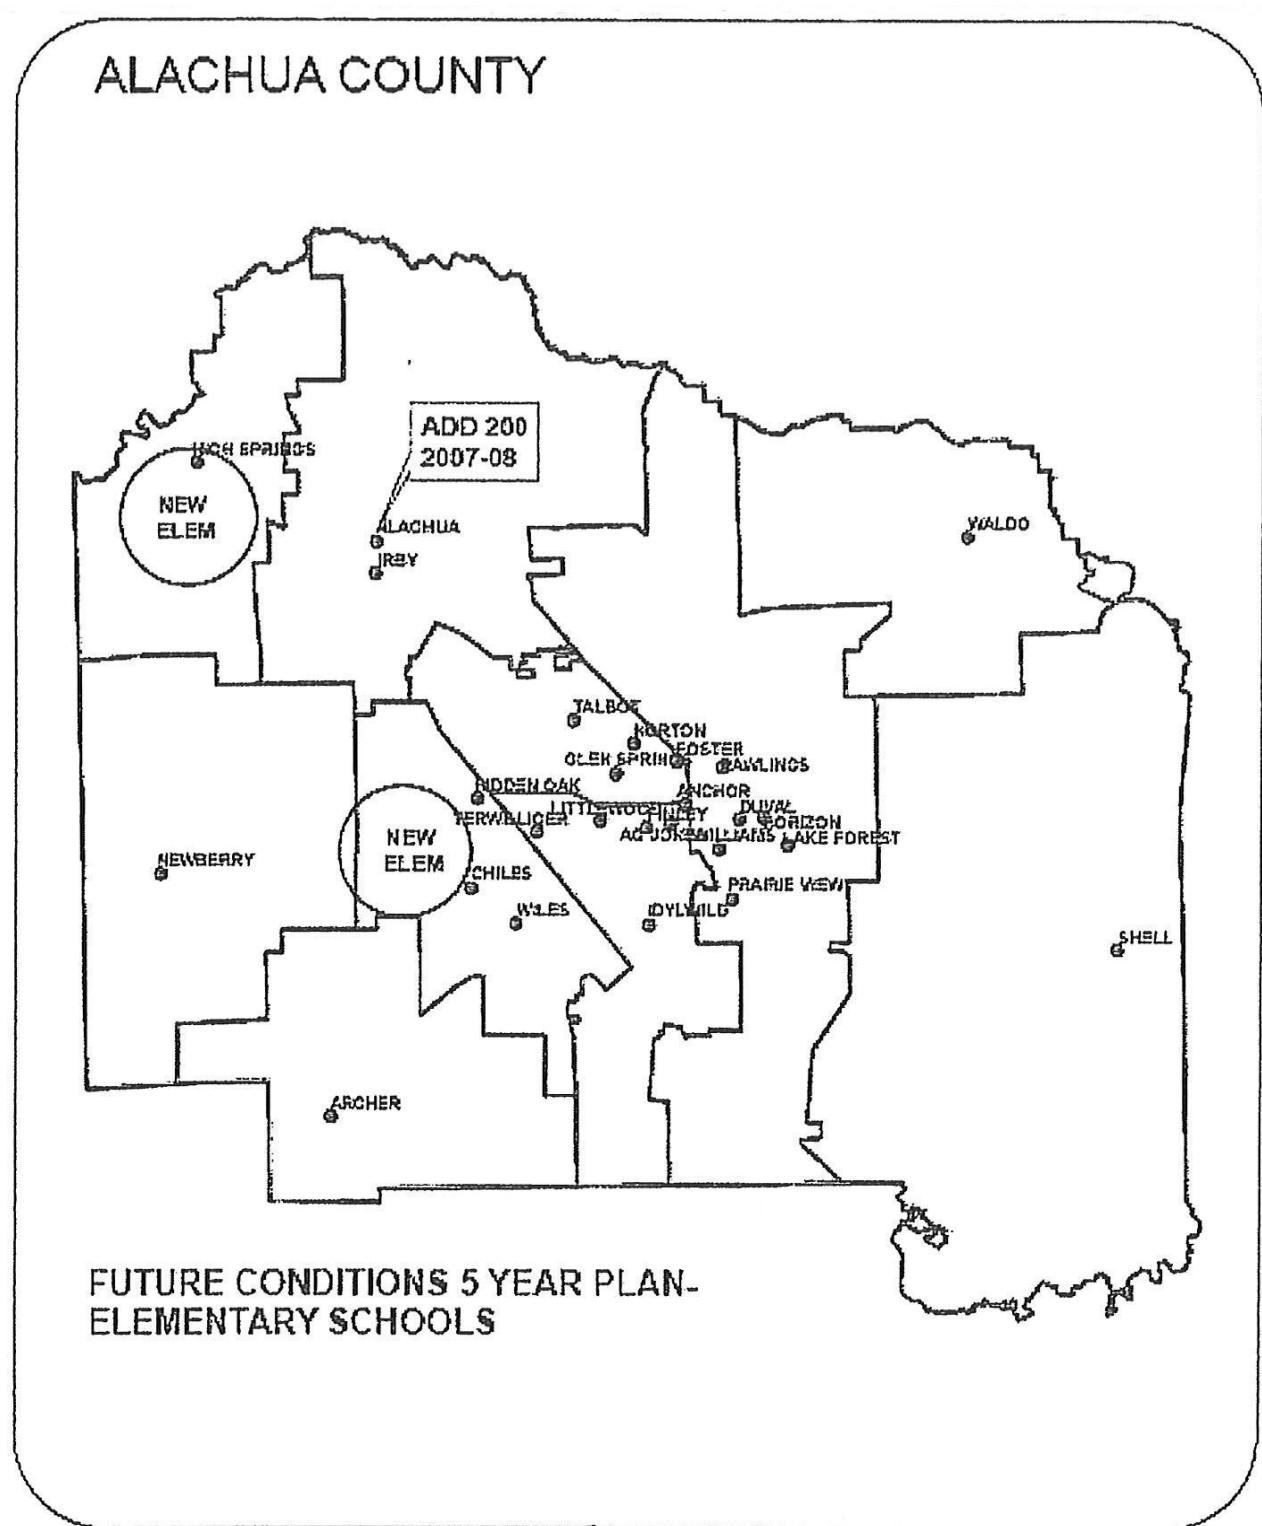 ALACHUA COUNTY
ADD 200
2007-08
HIGH SPRINGS
NEW
ELEM
ALACHUA
IRBY
WALDO
TALBOT
NORTON
FOSTER
GLEN SPRINGS
RAWLINGS
HIDDEN OAK
ANCHOR
LITTLEWOOD
FINLEY
DUVAL
TERWILLIGER
HORIZON
WILLIAMS
LAKE FOREST
NEW
ELEM
NEWBERRY
CHILES
PRAIRIE VIEW
WILES
IDYLWILD
SHELL
ARCHER
FUTURE CONDITIONS 5 YEAR PLAN-
ELEMENTARY SCHOOLS